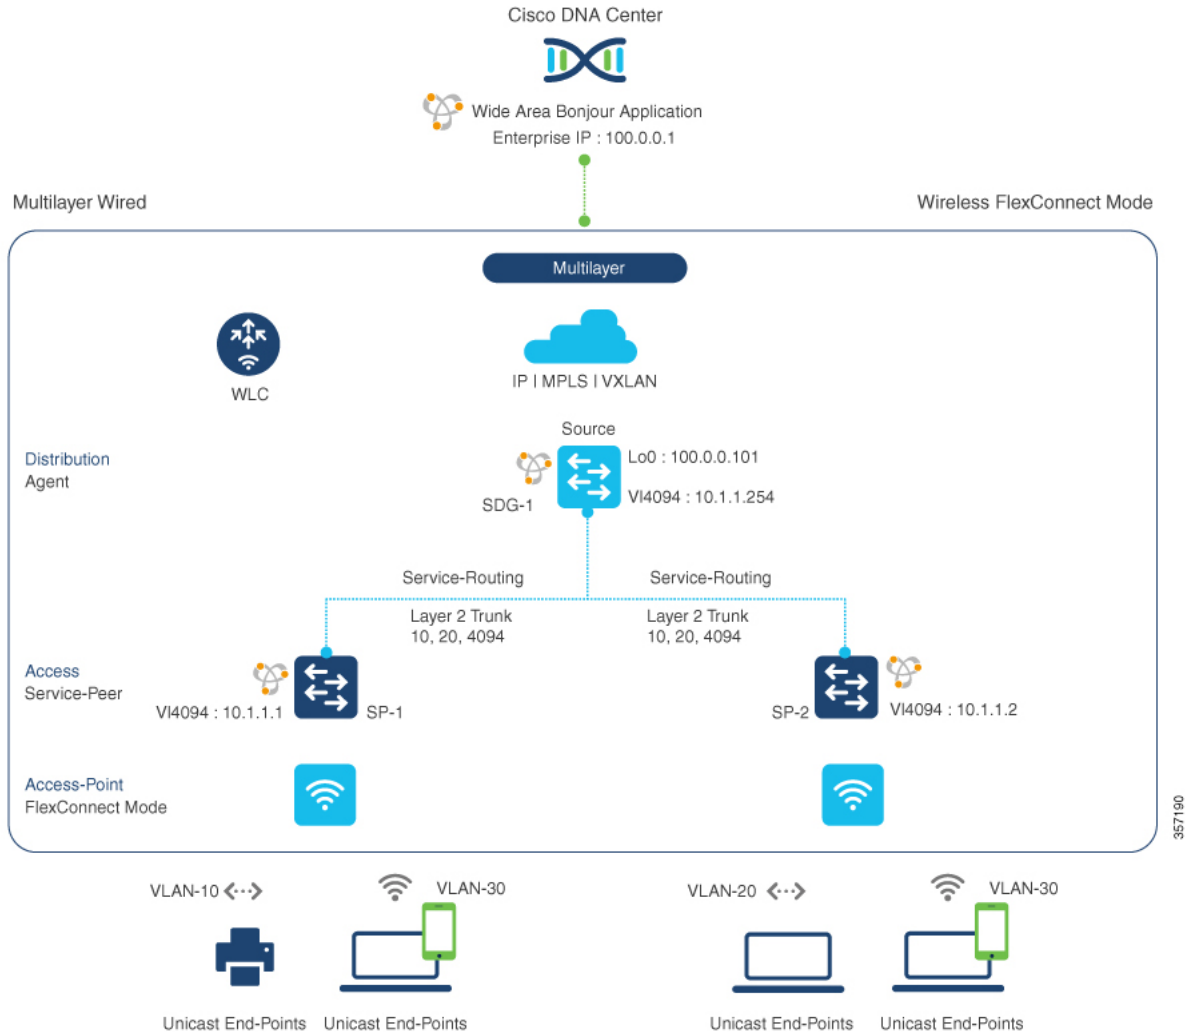 Cisco DNA Center
Wide Area Bonjour Application
Enterprise IP : 100.0.0.1
Multilayer Wired
Wireless FlexConnect Mode
Multilayer
WLC
IP I MPLS I VXLAN
Source
Distribution
Agent
Lo0 : 100.0.0.101
SDG-1
VI4094 : 10.1.1.254
Service-Routing
Service-Routing
Layer 2 Trunk
10, 20, 4094
Layer 2 Trunk
10, 20, 4094
Access
Service-Peer
VI4094 : 10.1.1.1
SP-1
SP-2
VI4094 : 10.1.1.2
Access-Point
FlexConnect Mode
357190
VLAN-10
VLAN-30
VLAN-20
VLAN-30
Unicast End-Points
Unicast End-Points
Unicast End-Points
Unicast End-Points